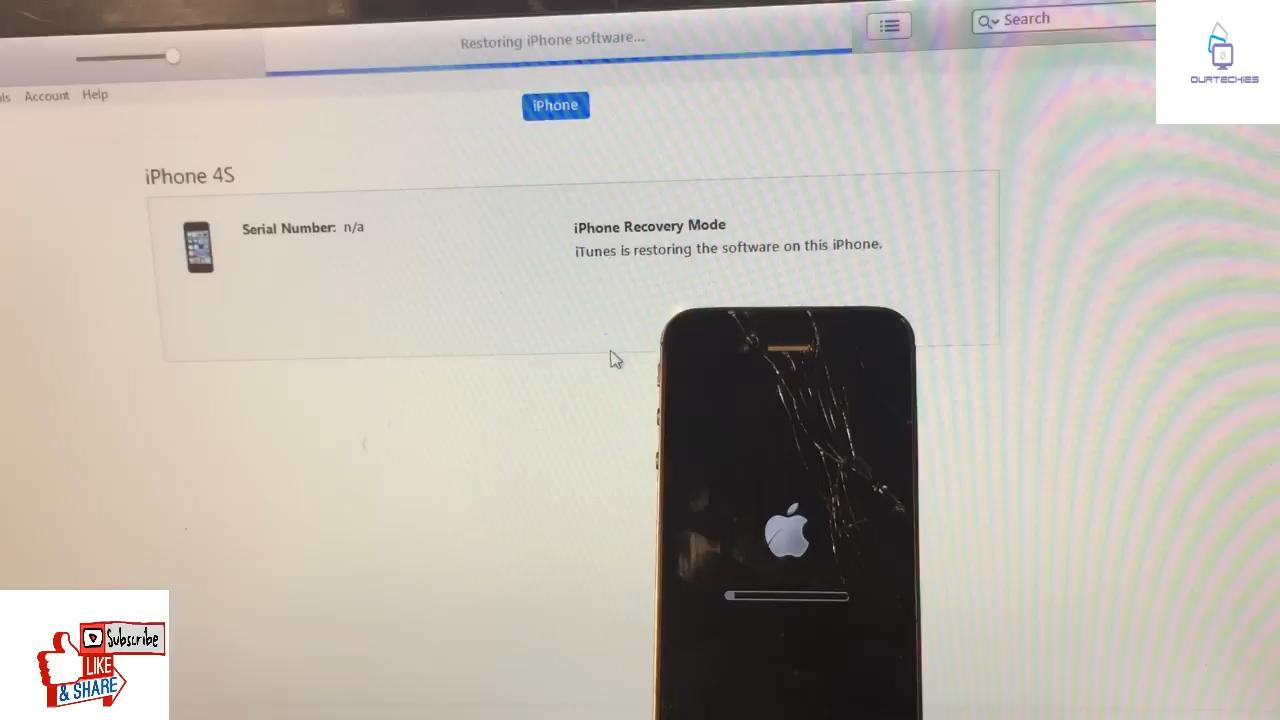 Restoring iPhone software...
Search
OURTECHIES
Account Help
iPhone
iPhone 4S
Serial Number: n/a
iPhone Recovery Mode
iTunes is restoring the software on this iPhone.
Subscribe
LIKE
& SHARE